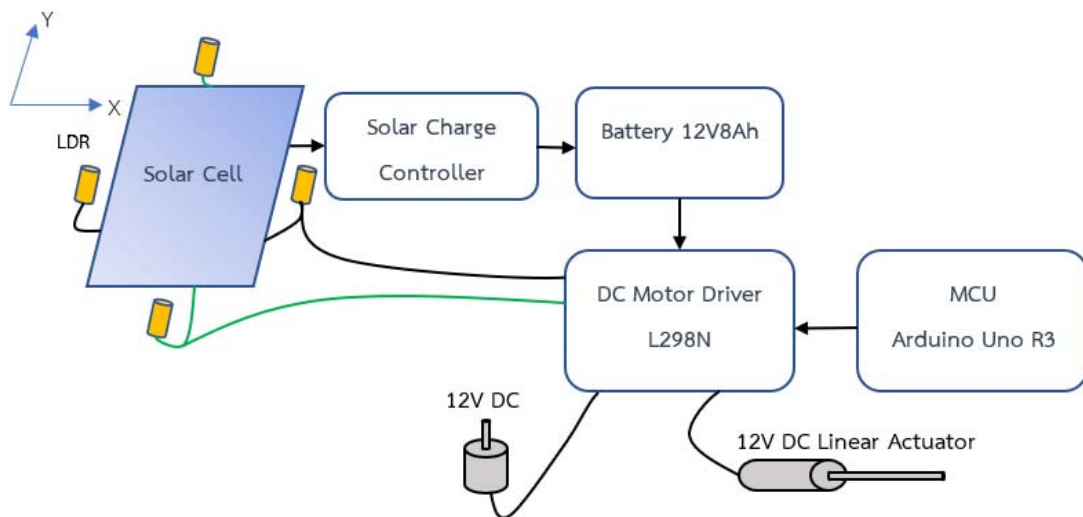 Y
X
LDR
Solar Cell
Solar Charge
Controller
Battery 12V8Ah
DC Motor Driver
L298N
MCU
Arduino Uno R3
12V DC
12V DC Linear Actuator